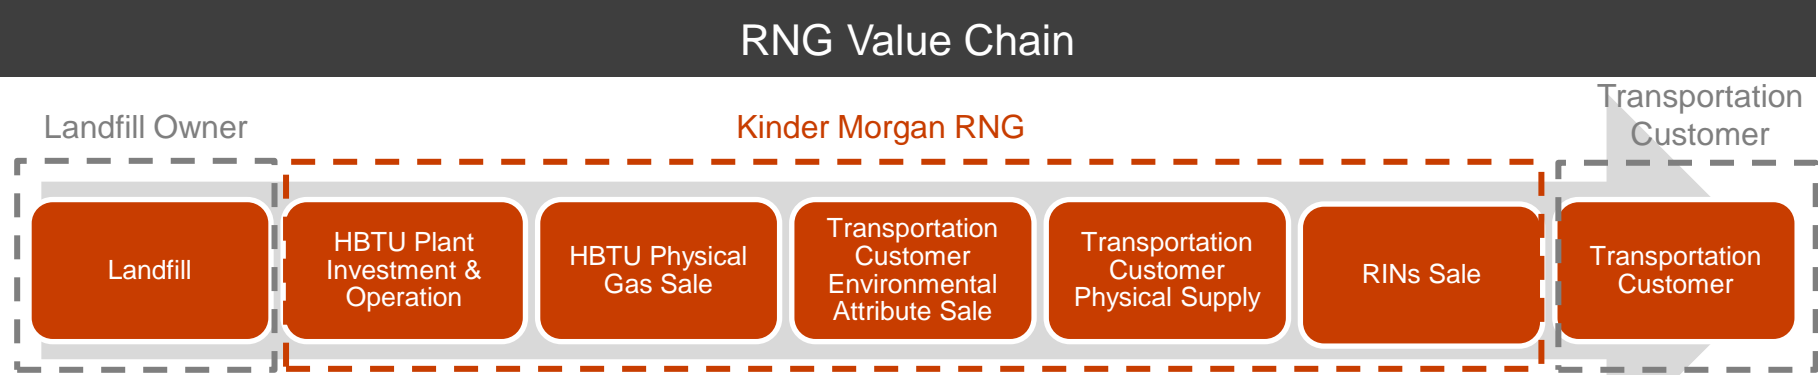 RNG Value Chain
Landfill Owner
Kinder Morgan RNG
Transportation
Customer
Landfill
HBTU Plant
Investment &
Operation
HBTU Physical
Gas Sale
Transportation
Customer
Environmental
Attribute Sale
Transportation
Customer
Physical Supply
RINs Sale
Transportation
Customer